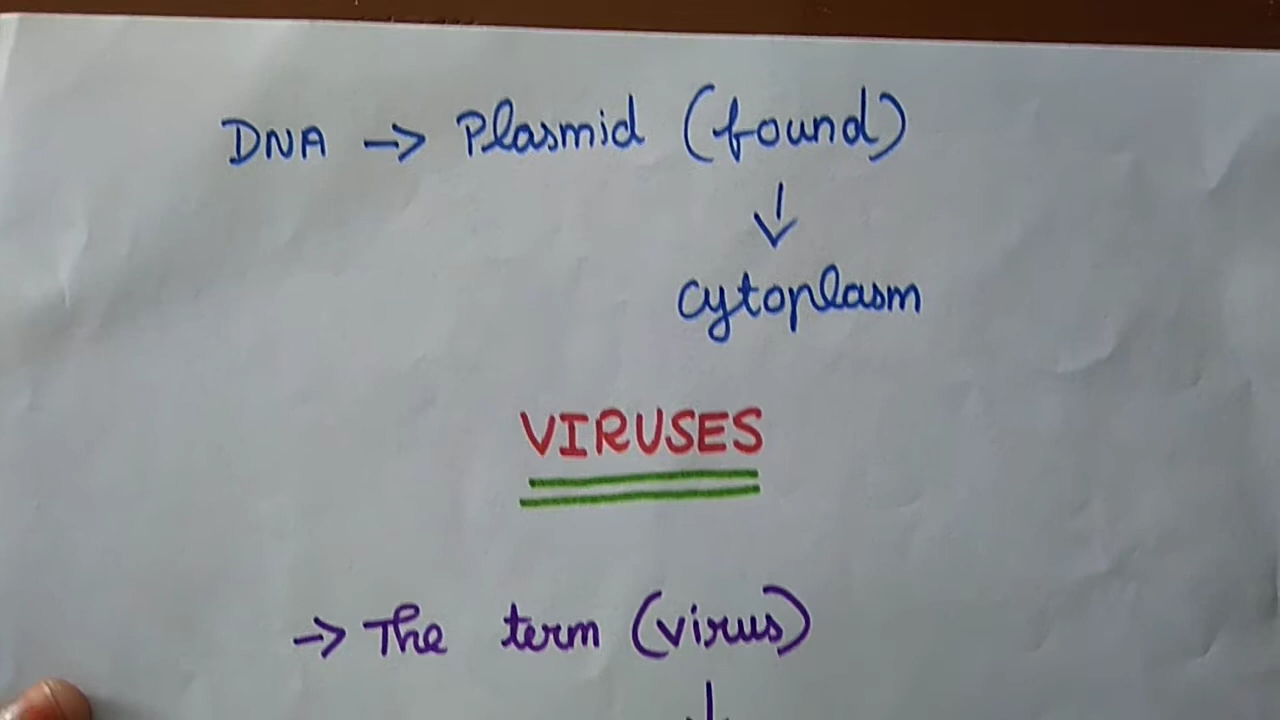 DNA → Plasmid (found)
↓
cytoplasm
VIRUSES
→ The term (virus)
↓